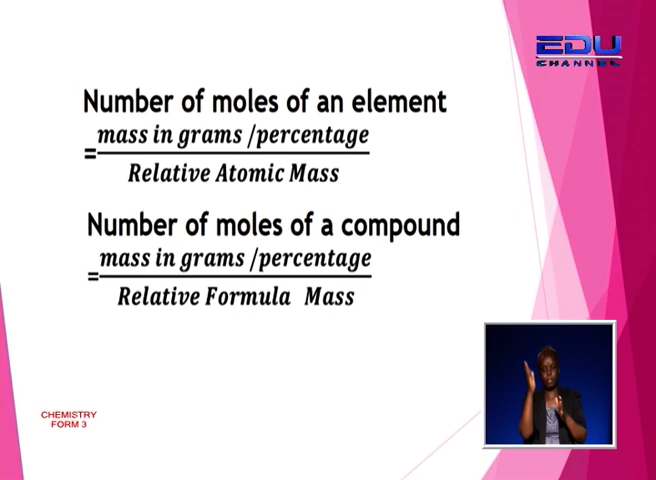 EDU
CHANNEL
Number of moles of an element
= mass in grams /percentage
Relative Atomic Mass
Number of moles of a compound
= mass in grams /percentage
Relative Formula Mass
CHEMISTRY
FORM 3